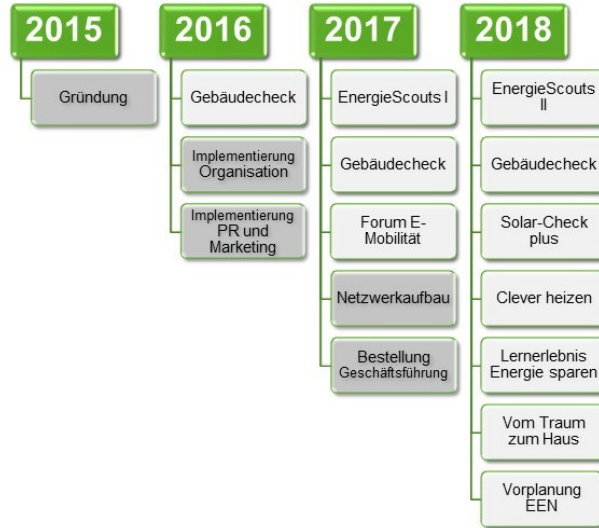 2015
Gründung
2016
Gebäudecheck
Implementierung
Organisation
Implementierung
PR und
Marketing
2017
EnergieScouts I
Gebäudecheck
Forum E-
Mobilität
Netzwerkaufbau
Bestellung
Geschäftsführung
2018
EnergieScouts
II
Gebäudecheck
Solar-Check
plus
Clever heizen
Lernerlebnis
Energie sparen
Vom Traum
zum Haus
Vorplanung
EEN